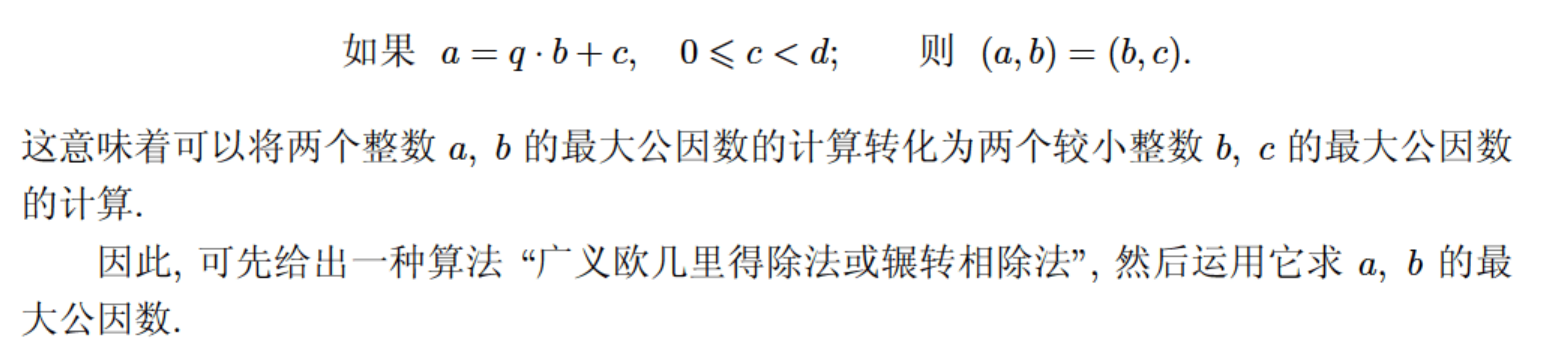 如果 a = q · b + c, 0 ⩽ c < d; 则 (a, b) = (b, c).
这意味着可以将两个整数 a, b 的最大公因数的计算转化为两个较小整数 b, c 的最大公因数
的计算.
因此, 可先给出一种算法 “广义欧几里得除法或辗转相除法”, 然后运用它求 a, b 的最
大公因数.